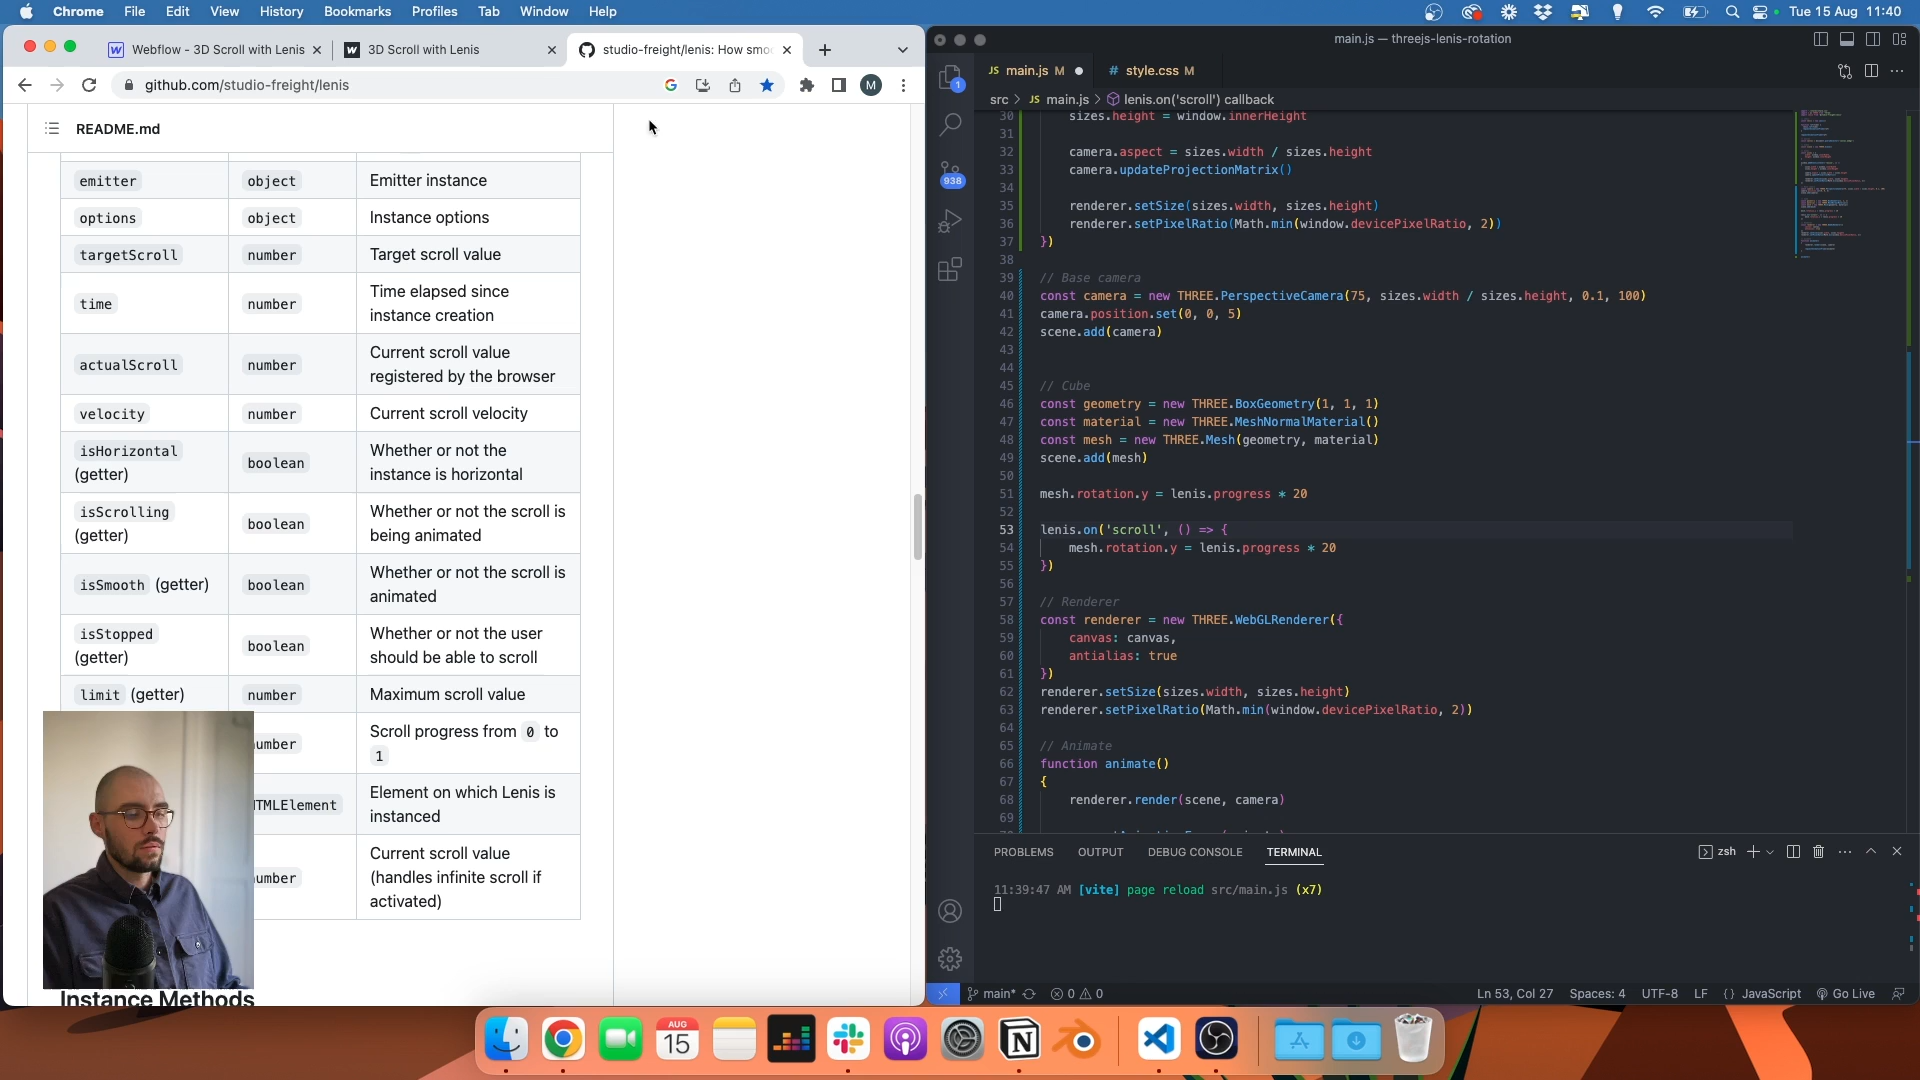 Chrome File Edit View History Bookmarks Profiles Tab Window Help
Tue 15 Aug 11:40
Webflow - 3D Scroll with Lenis
3D Scroll with Lenis
studio-freight/lenis: How smoo
github.com/studio-freight/lenis
M
README.md
emitter object Emitter instance
options object Instance options
targetScroll number Target scroll value
time number Time elapsed since
instance creation
actualScroll number Current scroll value
registered by the browser
velocity number Current scroll velocity
isHorizontal
(getter) boolean Whether or not the
instance is horizontal
isScrolling
(getter) boolean Whether or not the scroll is
being animated
isSmooth (getter) boolean Whether or not the scroll is
animated
isStopped
(getter) boolean Whether or not the user
should be able to scroll
limit (getter) number Maximum scroll value
umber Scroll progress from 0 to
1
HTMLElement Element on which Lenis is
instanced
umber Current scroll value
(handles infinite scroll if
activated)
Instance Methods
main.js — threejs-lenis-rotation
JS main.js M
# style.css M
src > JS main.js > lenis.on('scroll') callback
1
938
30 sizes.height = window.innerHeight
31
32 camera.aspect = sizes.width / sizes.height
33 camera.updateProjectionMatrix()
34
35 renderer.setSize(sizes.width, sizes.height)
36 renderer.setPixelRatio(Math.min(window.devicePixelRatio, 2))
37 })
38
39 // Base camera
40 const camera = new THREE.PerspectiveCamera(75, sizes.width / sizes.height, 0.1, 100)
41 camera.position.set(0, 0, 5)
42 scene.add(camera)
43
44
45 // Cube
46 const geometry = new THREE.BoxGeometry(1, 1, 1)
47 const material = new THREE.MeshNormalMaterial()
48 const mesh = new THREE.Mesh(geometry, material)
49 scene.add(mesh)
50
51 mesh.rotation.y = lenis.progress * 20
52
53 lenis.on('scroll', () => {
54 mesh.rotation.y = lenis.progress * 20
55 })
56
57 // Renderer
58 const renderer = new THREE.WebGLRenderer({
59 canvas: canvas,
60 antialias: true
61 })
62 renderer.setSize(sizes.width, sizes.height)
63 renderer.setPixelRatio(Math.min(window.devicePixelRatio, 2))
64
65 // Animate
66 function animate()
67 {
68 renderer.render(scene, camera)
69
PROBLEMS OUTPUT DEBUG CONSOLE TERMINAL
zsh
11:39:47 AM [vite] page reload src/main.js (x7)
main* 0 0
Ln 53, Col 27 Spaces: 4 UTF-8 LF {} JavaScript Go Live
AUG
15